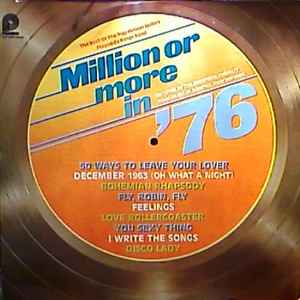 Million or
more
in '76
50 WAYS TO LEAVE YOUR LOVER
DECEMBER 1963 (OH WHAT A NIGHT)
BOHEMIAN RHAPSODY
FLY, ROBIN, FLY
FEELINGS
LOVE ROLLERCOASTER
YOU SEXY THING
I WRITE THE SONGS
DISCO LADY